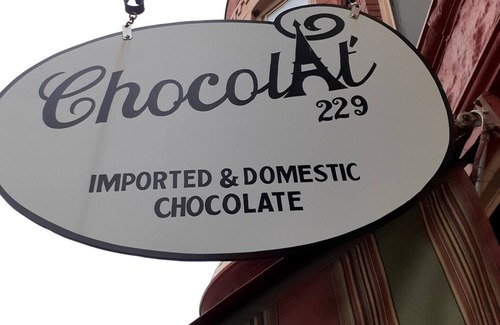 ChocolAt
229
IMPORTED & DOMESTIC
CHOCOLATE